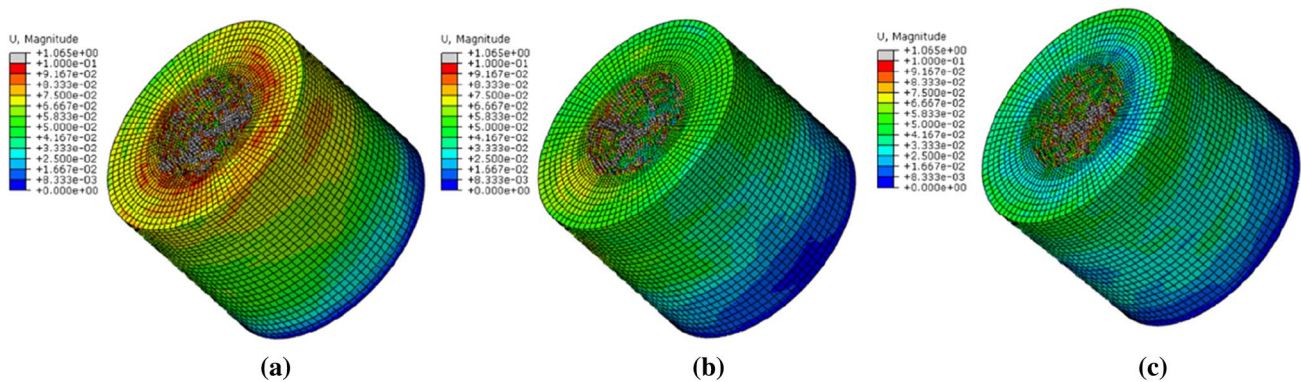 U, Magnitude
+1.065e+00
+1.000e-01
+9.167e-02
+8.333e-02
+7.500e-02
+6.667e-02
+5.833e-02
+5.000e-02
+4.167e-02
+3.333e-02
+2.500e-02
+1.667e-02
+8.333e-03
+0.000e+00
U, Magnitude
+1.065e+00
+1.000e-01
+9.167e-02
+8.333e-02
+7.500e-02
+6.667e-02
+5.833e-02
+5.000e-02
+4.167e-02
+3.333e-02
+2.500e-02
+1.667e-02
+8.333e-03
+0.000e+00
U, Magnitude
+1.065e+00
+1.000e-01
+9.167e-02
+8.333e-02
+7.500e-02
+6.667e-02
+5.833e-02
+5.000e-02
+4.167e-02
+3.333e-02
+2.500e-02
+1.667e-02
+8.333e-03
+0.000e+00
(a)
(b)
(c)